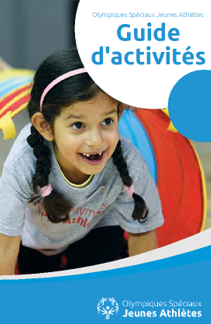 Olympiques Spéciaux Jeunes Athlètes
Guide
d'activités
Olympiques Spéciaux
Jeunes Athlètes